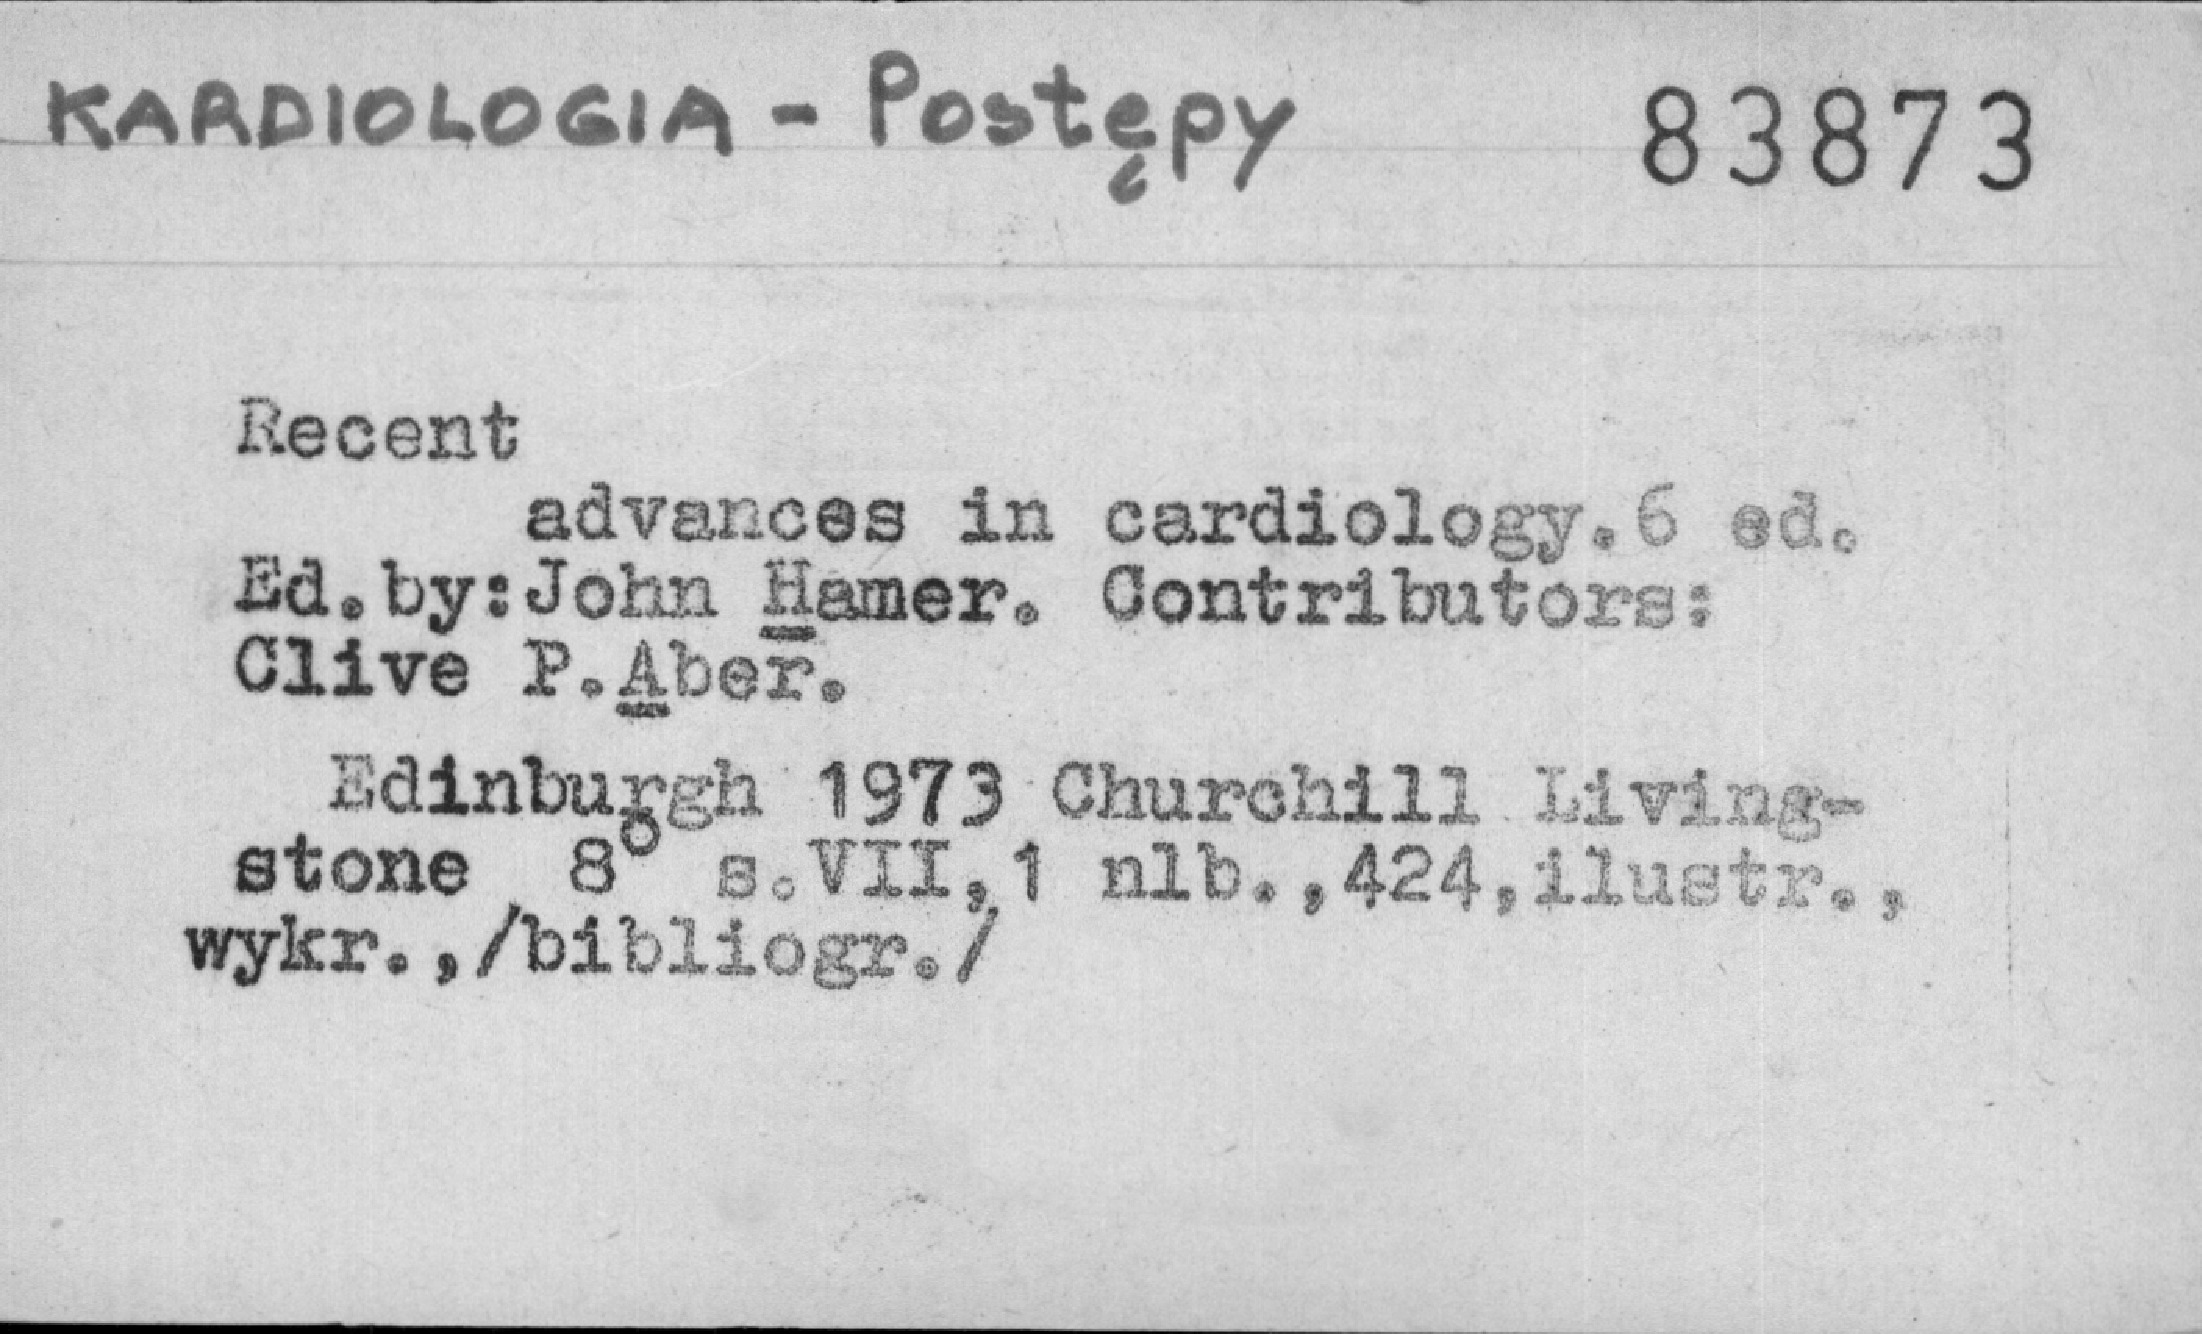 KARDIOLOGIA - Postępy 83873
Recent
advances in cardiology.6 ed.
Ed.by:John Hamer. Contributors:
Clive P.Aber.
Edinburgh 1973 Churchill Living-
stone 8° s.VII,1 nlb.,424,ilustr.,
wykr.,/bibliogr./